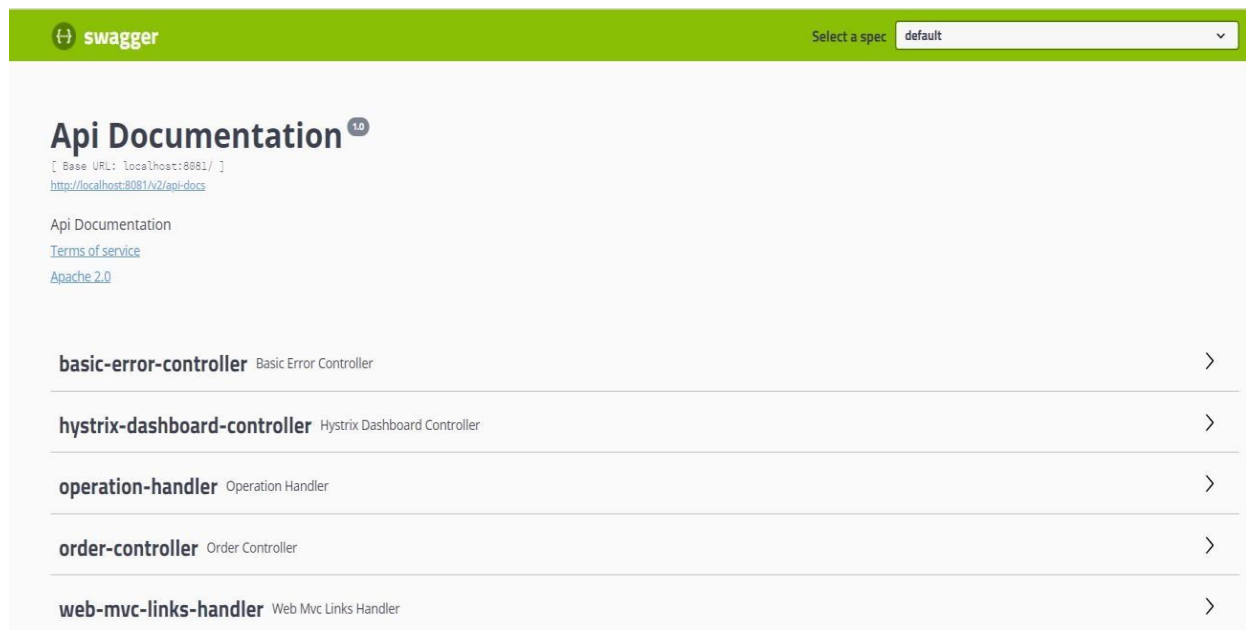 swagger Select a spec default
Api Documentation 1.0
[ Base URL: localhost:8081/ ]
http://localhost:8081/v2/api-docs
Api Documentation
Terms of service
Apache 2.0
basic-error-controller Basic Error Controller
hystrix-dashboard-controller Hystrix Dashboard Controller
operation-handler Operation Handler
order-controller Order Controller
web-mvc-links-handler Web Mvc Links Handler